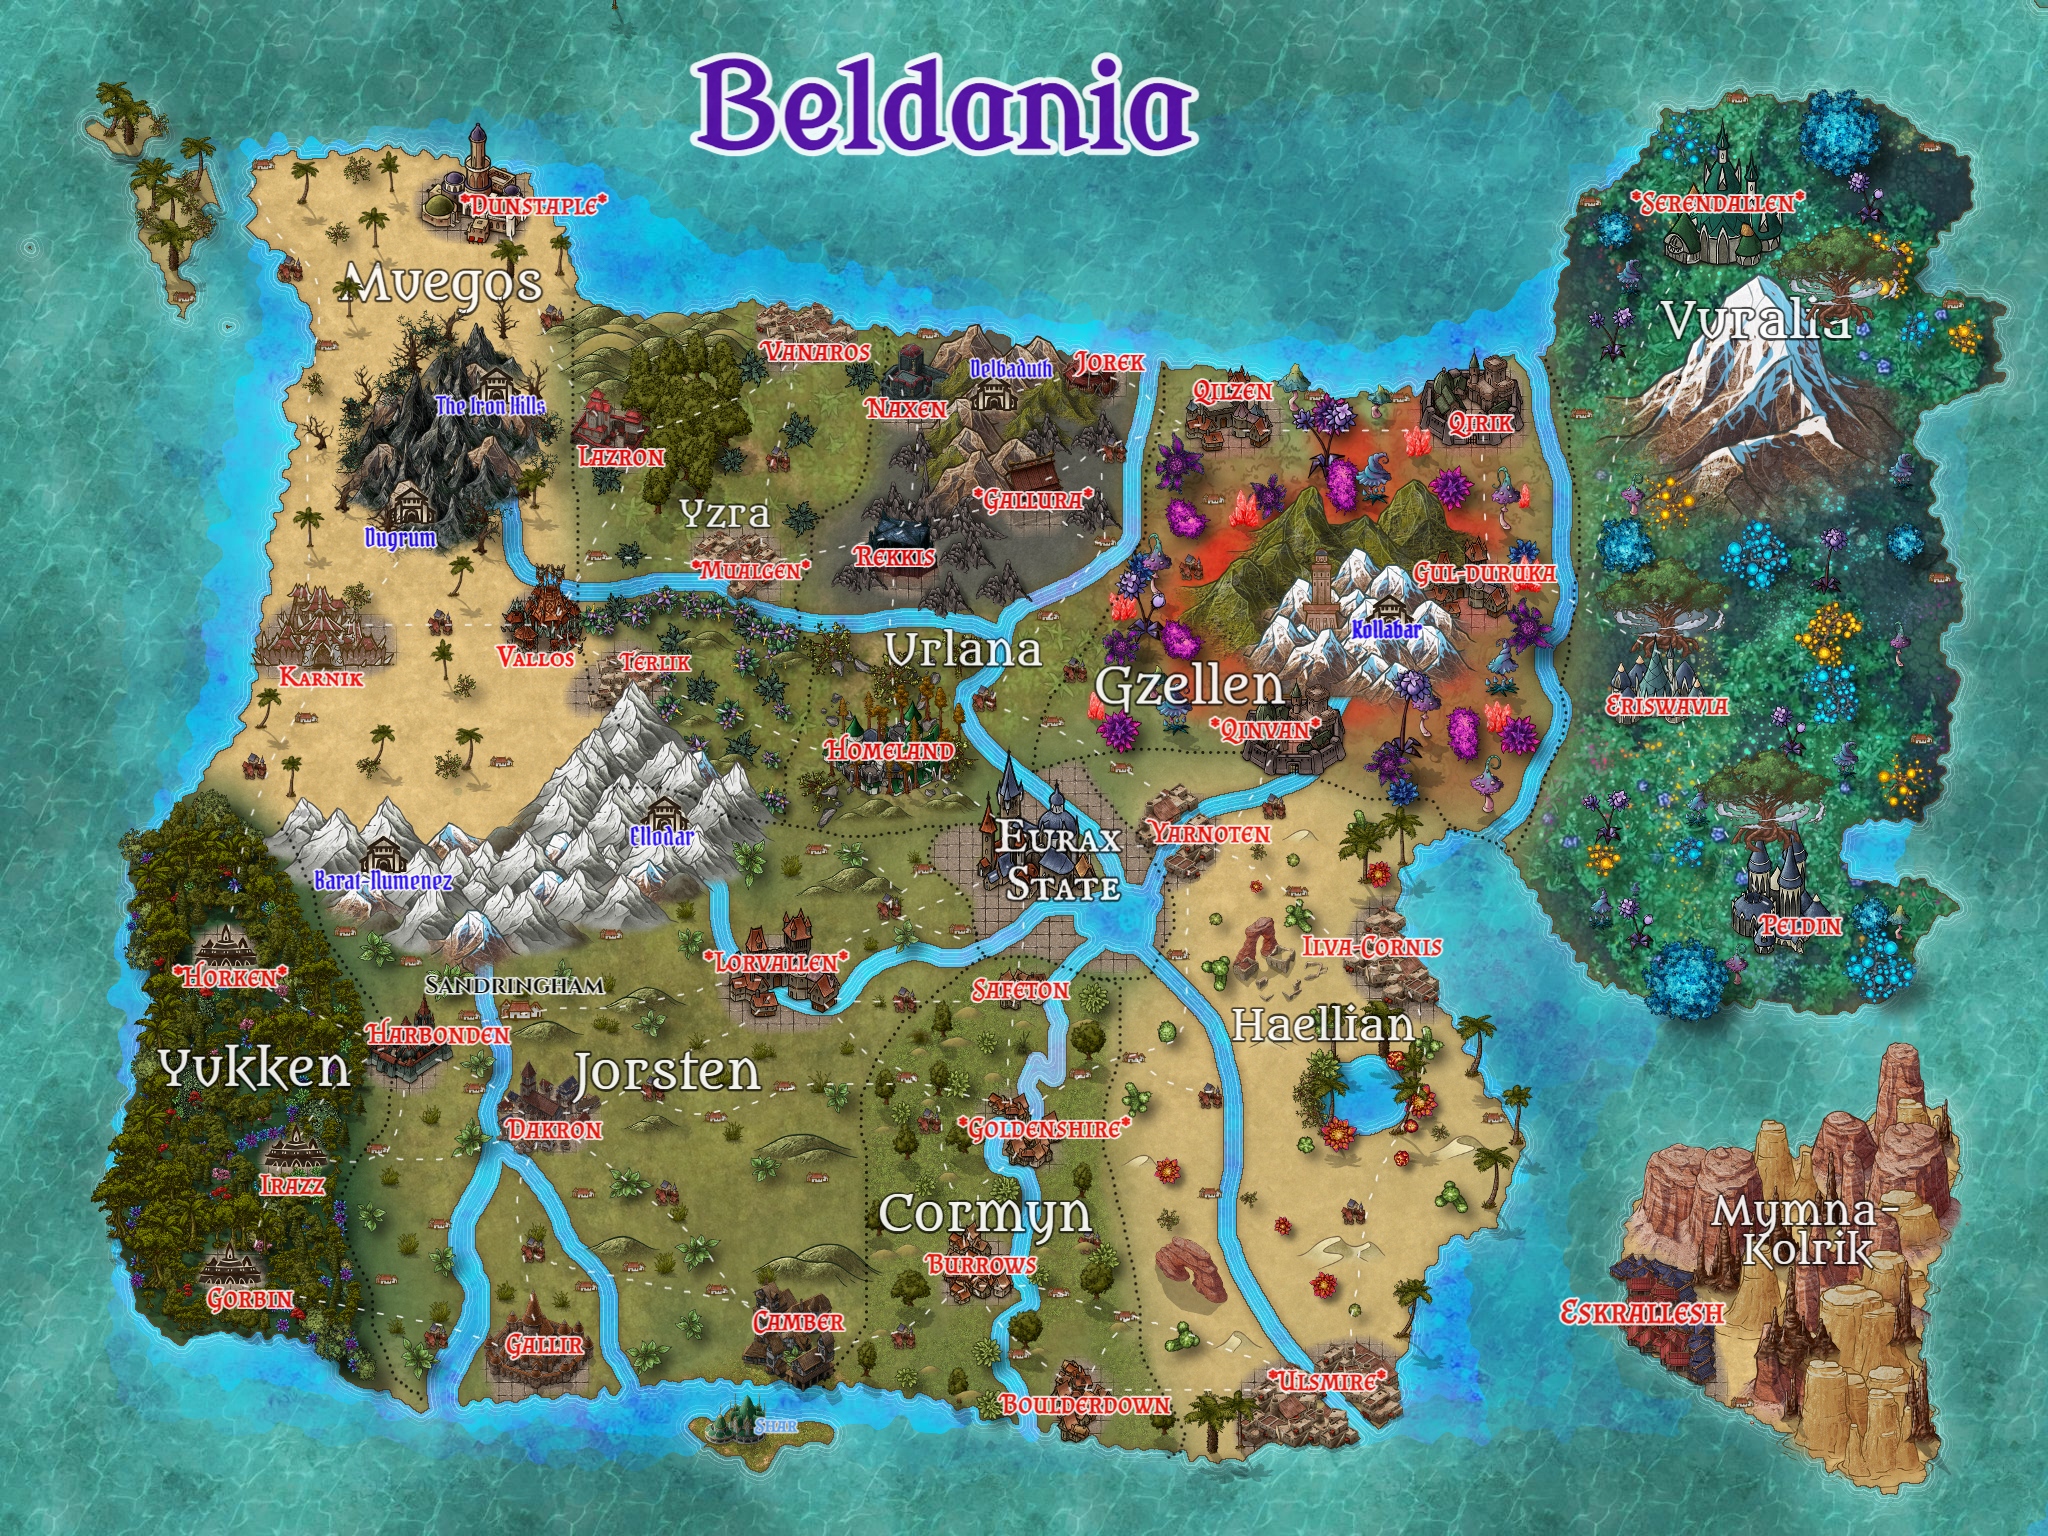 Beldania
*Dunstaple*
*Serendallen*
Muegos
Vuralia
Vanaros
Delbaduth
Jorek
Qilzen
The Iron Hills
Naxen
Qirik
Lazron
*Gallura*
Yzra
Dugrum
Rekkis
*Mualgen*
Gul-duruka
Kollabar
Urlana
Vallos
Terlik
Karnik
Gzellen
Eriswavia
*Qinvan*
Homeland
Ellodar
Eurax
State
Yarnoten
Barat-Numenez
Peldin
Ilva-Cornis
*Lorvallen*
*Horken*
Sandringham
Safeton
Harbonden
Haellian
Yukken
Jorsten
Dakron
*Goldenshire*
Irazz
Cormyn
Mymna-
Kolrik
Burrows
Gorbin
Eskrallesh
Camber
Gallir
*Ulsmire*
Boulderdown
Shar